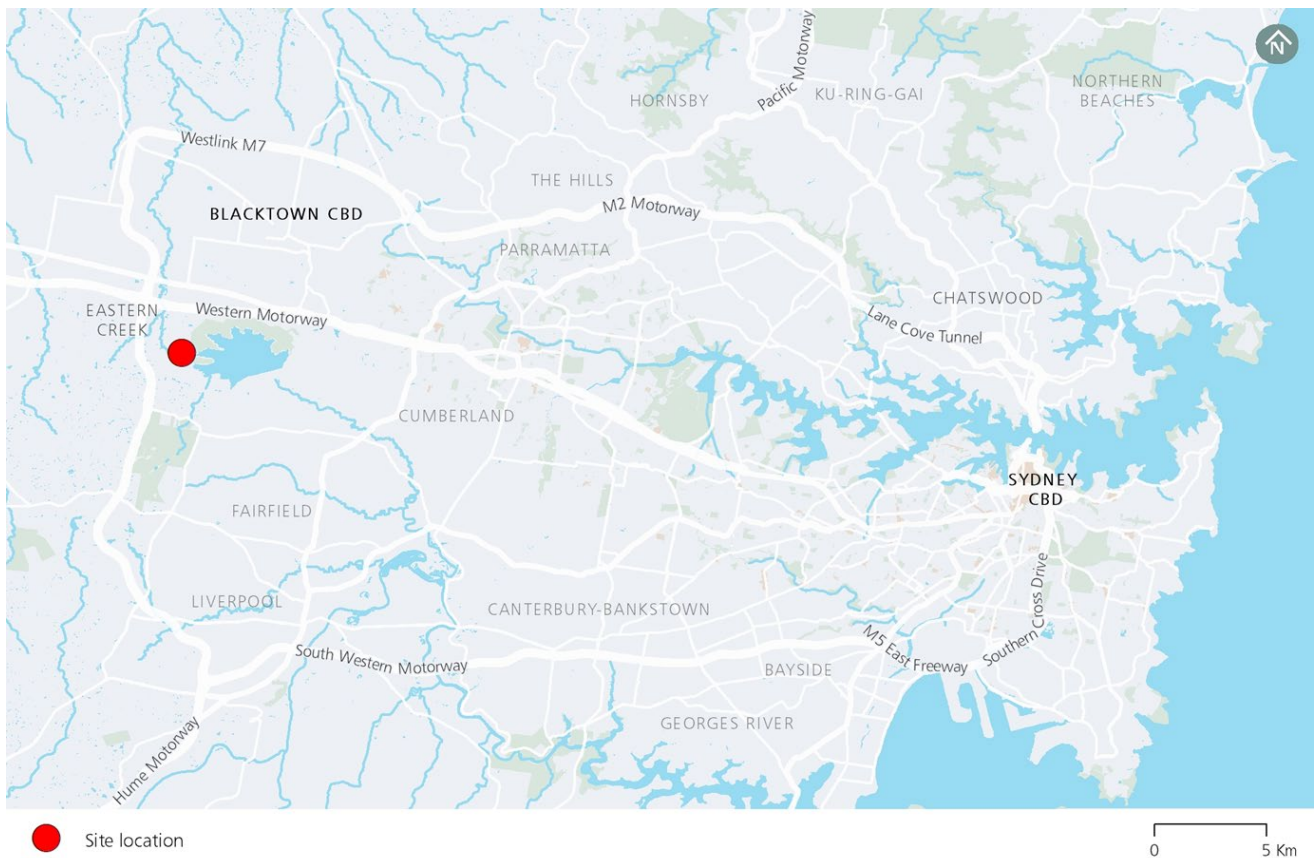 N
Pacific Motorway
HORNSBY
KU-RING-GAI
NORTHERN
BEACHES
Westlink M7
THE HILLS
BLACKTOWN CBD
M2 Motorway
PARRAMATTA
EASTERN
CREEK
Western Motorway
CHATSWOOD
Lane Cove Tunnel
CUMBERLAND
SYDNEY
CBD
FAIRFIELD
LIVERPOOL
CANTERBURY-BANKSTOWN
Southern Cross Drive
South Western Motorway
M5 East Freeway
BAYSIDE
GEORGES RIVER
Hume Motorway
Site location
0 5 Km